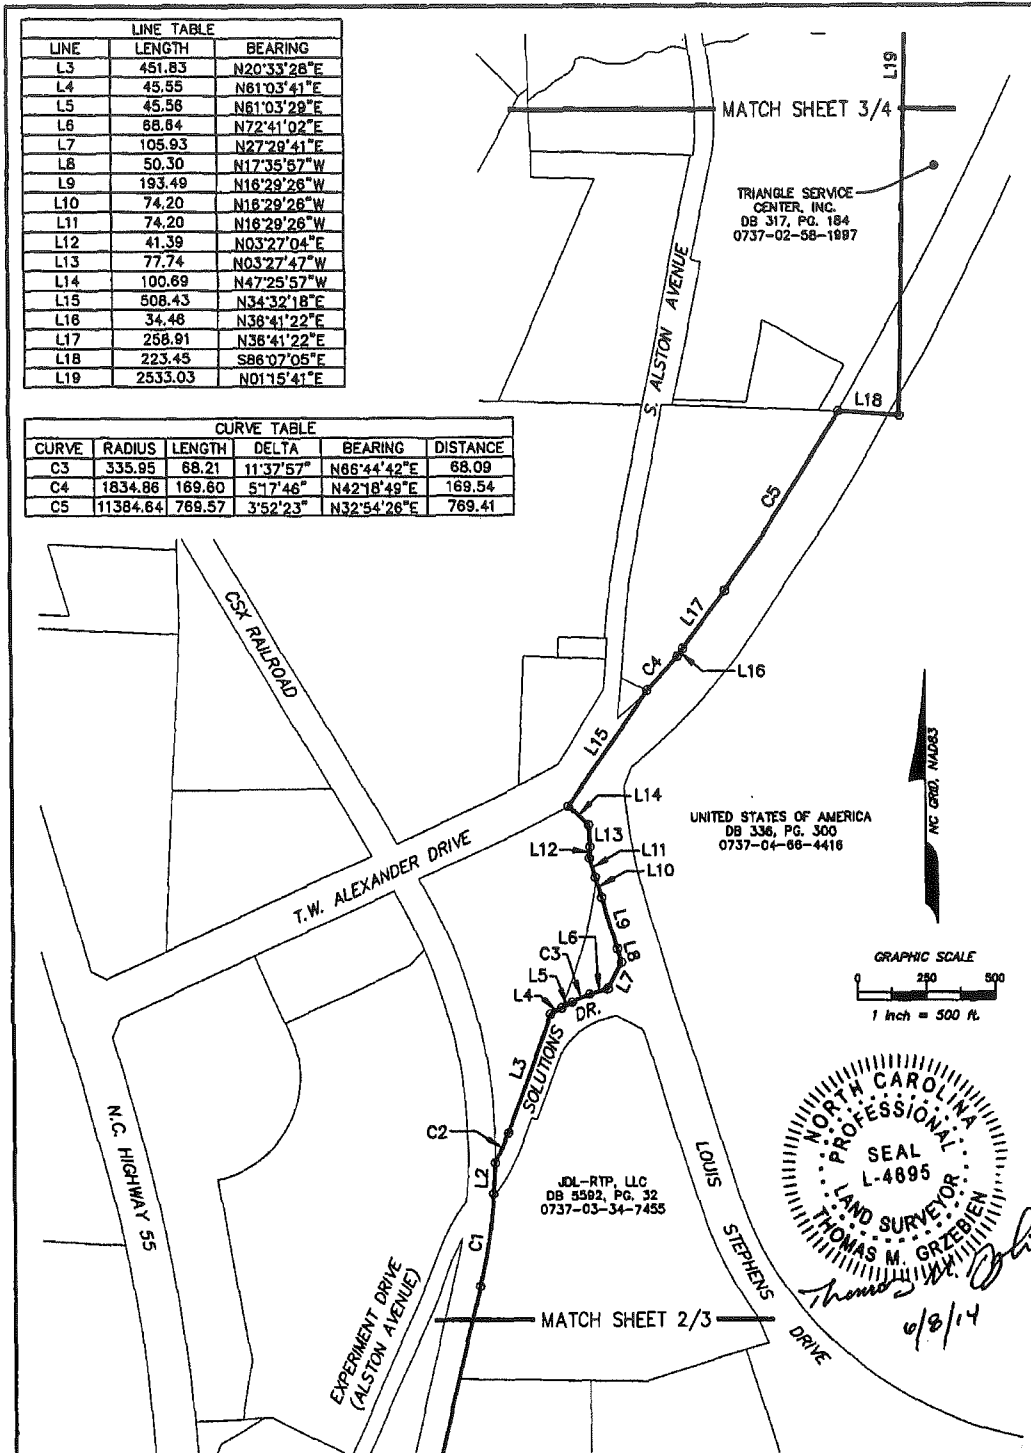 LINE TABLE
LINE LENGTH BEARING
L3 451.83 N20°33'28"E
L4 45.55 N61°03'41"E
L5 45.56 N61°03'29"E
L6 68.64 N72°41'02"E
L7 105.93 N27°29'41"E
L8 50.30 N17°35'57"W
L9 193.49 N16°29'26"W
L10 74.20 N16°29'26"W
L11 74.20 N16°29'26"W
L12 41.39 N03°27'04"E
L13 77.74 N03°27'47"W
L14 100.69 N47°25'57"W
L15 508.43 N34°32'18"E
L16 34.46 N36°41'22"E
L17 258.91 N36°41'22"E
L18 223.45 S86°07'05"E
L19 2533.03 N01°15'41"E
CURVE TABLE
CURVE RADIUS LENGTH DELTA BEARING DISTANCE
C3 335.95 68.21 11°37'57" N66°44'42"E 68.09
C4 1834.86 169.60 5°17'46" N42°18'49"E 169.54
C5 11384.64 769.57 3°52'23" N32°54'26"E 769.41
L19
MATCH SHEET 3/4
TRIANGLE SERVICE
CENTER, INC.
DB 317, PG. 184
0737-02-58-1997
S. ALSTON AVENUE
L18
C5
L17
C4
L16
L15
CSX RAILROAD
L14
L13
L12
L11
L10
T.W. ALEXANDER DRIVE
UNITED STATES OF AMERICA
DB 336, PG. 300
0737-04-66-4416
NC GRID, NAD83
L9
L8
L7
L6
C3
L5
L4
SOLUTIONS DR.
L3
C2
L2
C1
GRAPHIC SCALE
0 250 500
1 inch = 500 ft.
N.C. HIGHWAY 55
JDL-RTP, LLC
DB 5592, PG. 32
0737-03-34-7455
LOUIS STEPHENS DRIVE
NORTH CAROLINA
PROFESSIONAL
SEAL
L-4695
LAND SURVEYOR
THOMAS M. GRZEBIEN
6/8/14
EXPERIMENT DRIVE
(ALSTON AVENUE)
MATCH SHEET 2/3